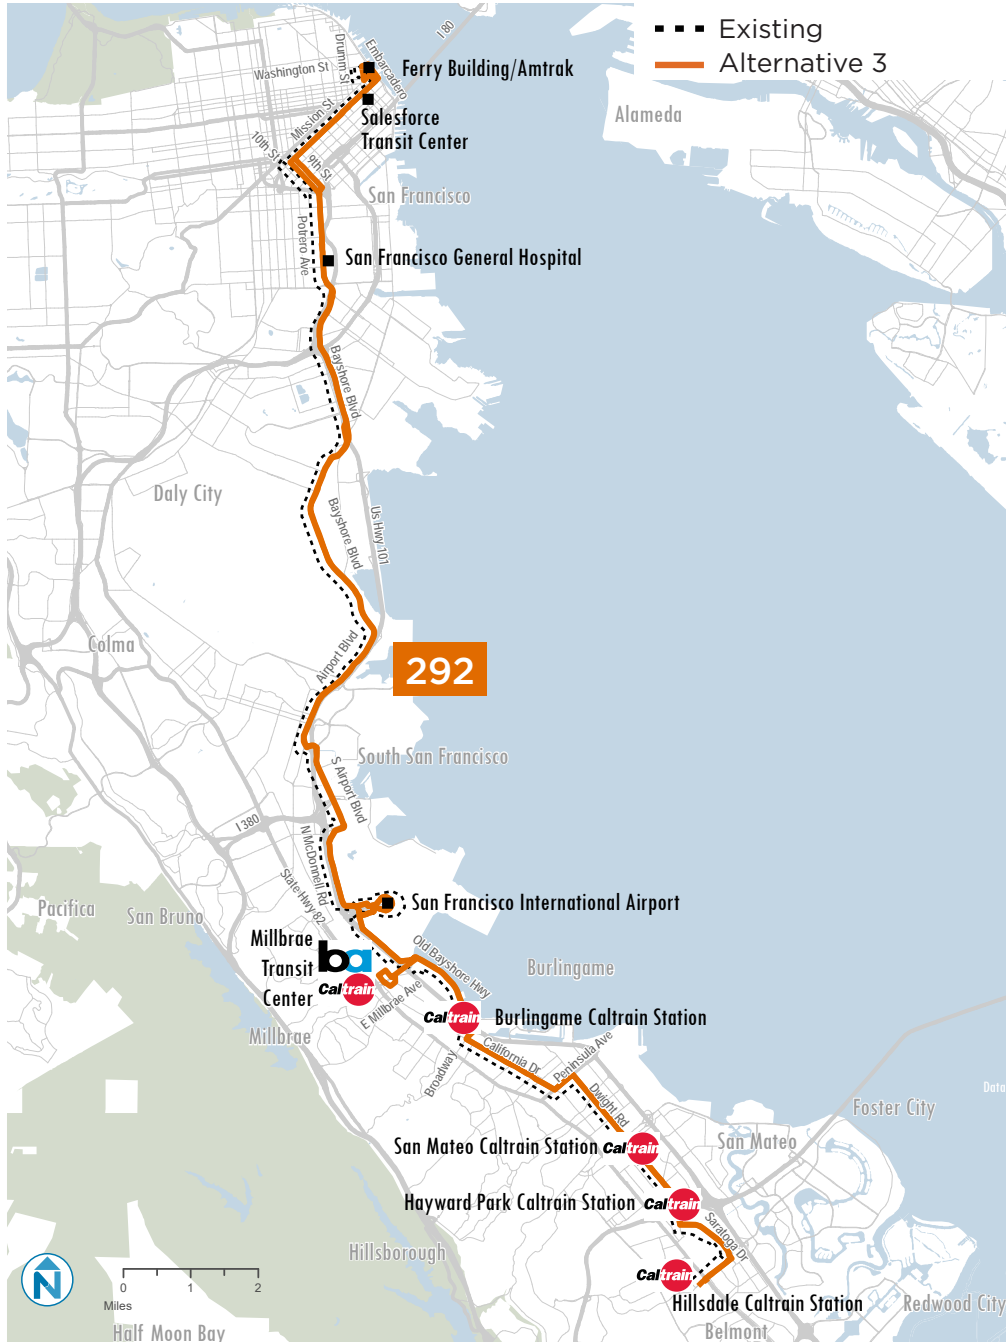 Existing
Alternative 3
I 80
Embarcadero
Drumm St
Washington St
Ferry Building/Amtrak
Salesforce
Transit Center
Alameda
Mission St
10th St
9th St
San Francisco
Potrero Ave
San Francisco General Hospital
Bayshore Blvd
Daly City
Bayshore Blvd
Us Hwy 101
Colma
Airport Blvd
292
South San Francisco
S Airport Blvd
I 380
N McDonnell Rd
State Hwy 82
Pacifica
San Bruno
San Francisco International Airport
Millbrae
Transit
Center
ba
Caltrain
Old Bayshore Hwy
Burlingame
E Millbrae Ave
Millbrae
Caltrain
Burlingame Caltrain Station
California Dr
Peninsula Ave
Broadway
Dwight Rd
Data
Foster City
San Mateo Caltrain Station
Caltrain
San Mateo
Hayward Park Caltrain Station
Caltrain
Saratoga Dr
Hillsborough
Caltrain
Hillsdale Caltrain Station
Redwood City
Belmont
N
0 1 2
Miles
Half Moon Bay